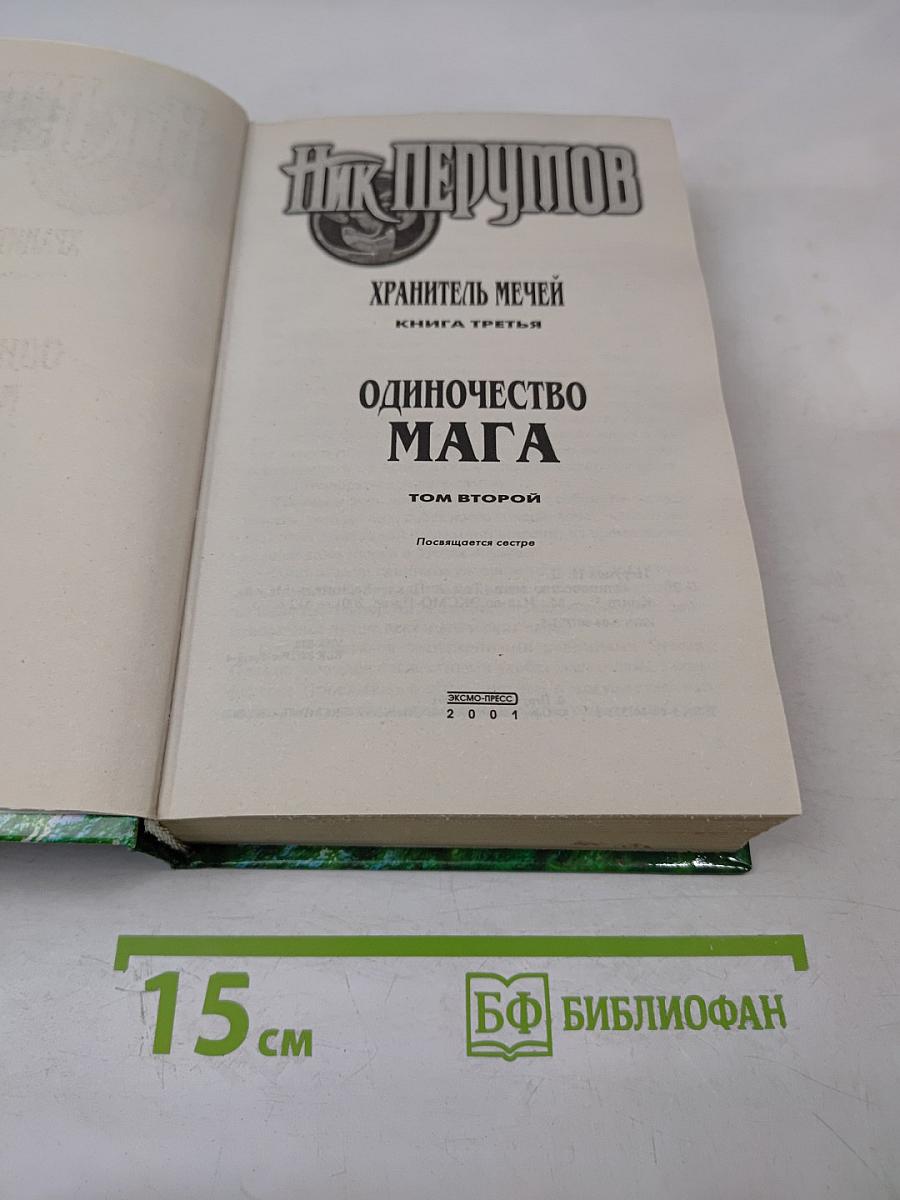 Ник ПЕРУМОВ
ХРАНИТЕЛЬ МЕЧЕЙ
КНИГА ТРЕТЬЯ
ОДИНОЧЕСТВО
МАГА
ТОМ ВТОРОЙ
Посвящается сестре
ЭКСМО-ПРЕСС
2001
15 см
БФ БИБЛИОФАН